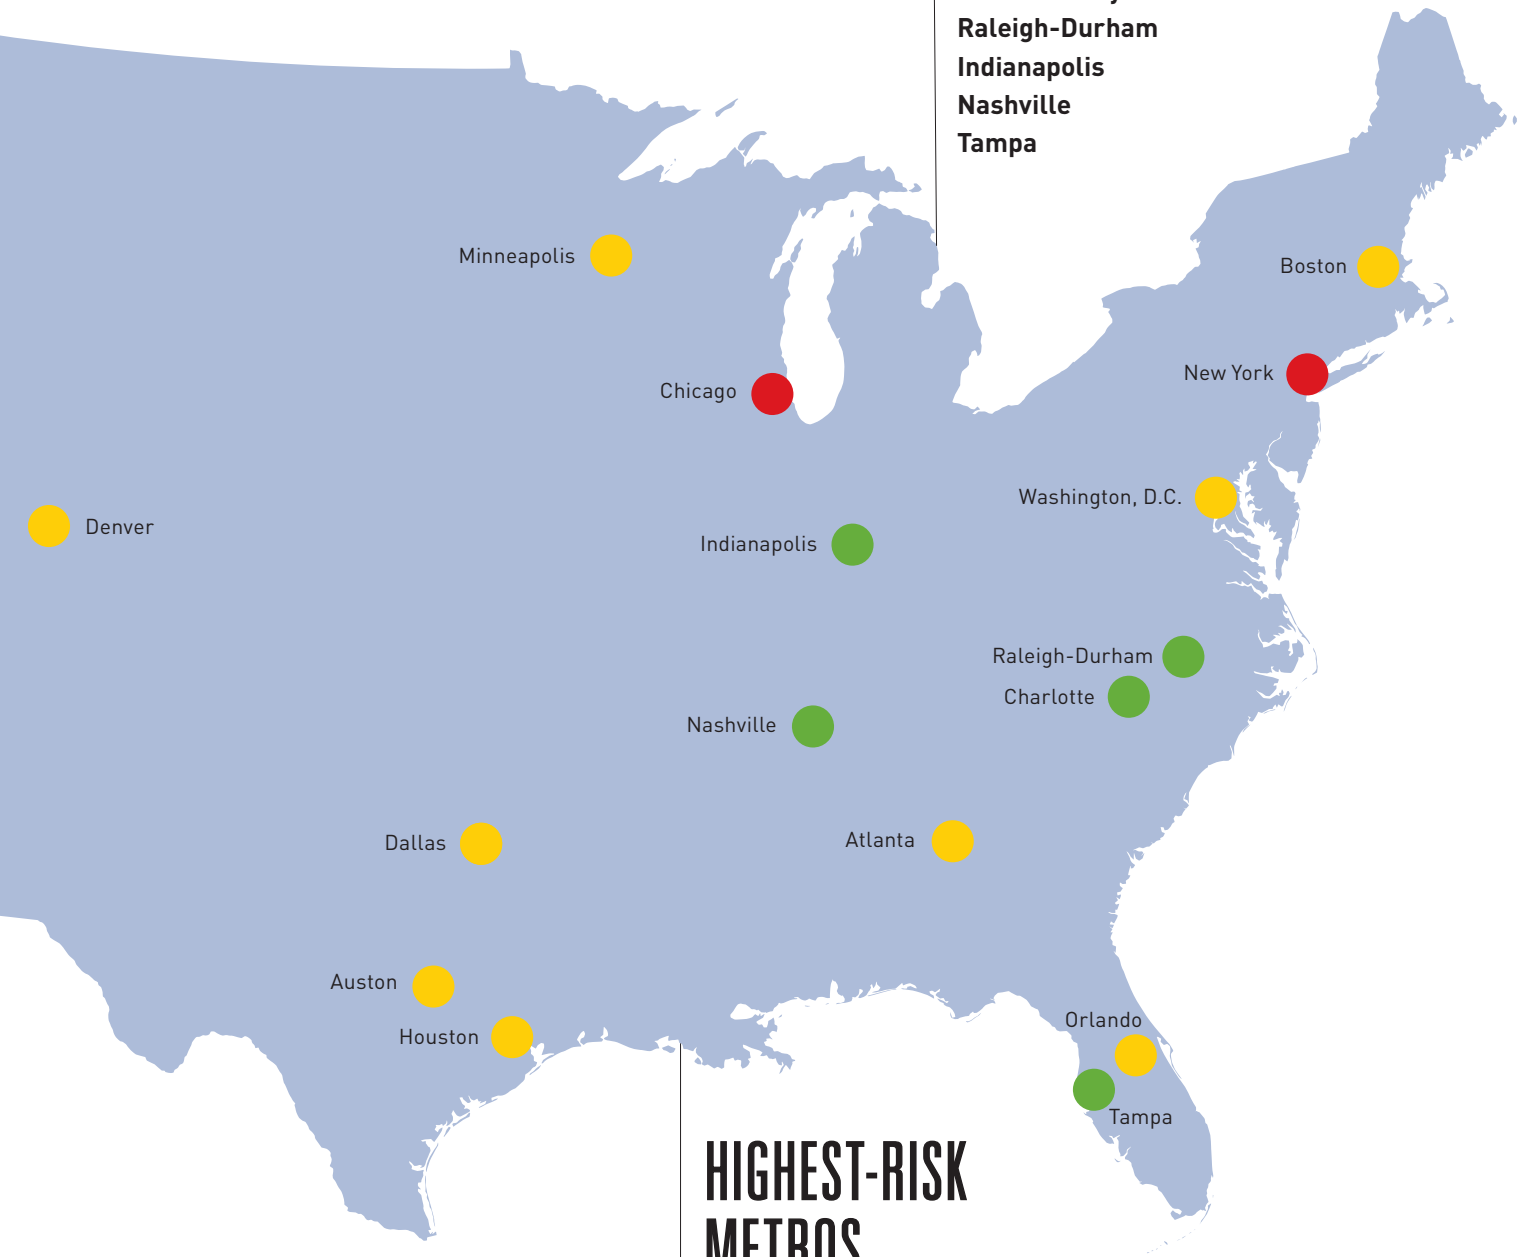 Raleigh-Durham
Indianapolis
Nashville
Tampa
Minneapolis
Boston
New York
Chicago
Washington, D.C.
Denver
Indianapolis
Raleigh-Durham
Charlotte
Nashville
Dallas
Atlanta
Auston
Houston
Orlando
Tampa
HIGHEST-RISK
METROS